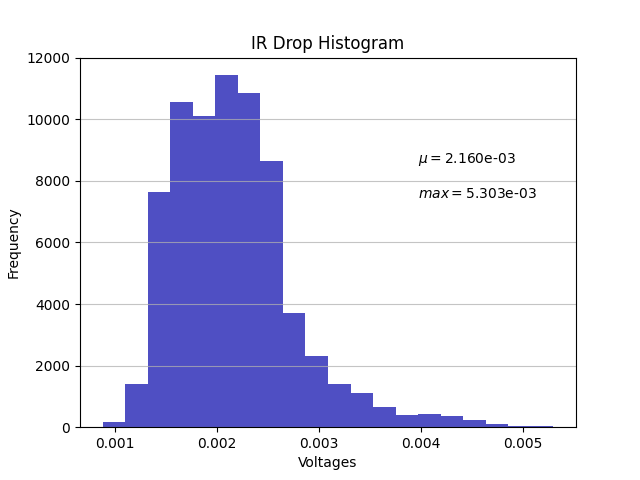 IR Drop Histogram
12000
10000
8000
6000
4000
2000
0
Frequency
μ = 2.160e-03
max = 5.303e-03
0.001 0.002 0.003 0.004 0.005
Voltages